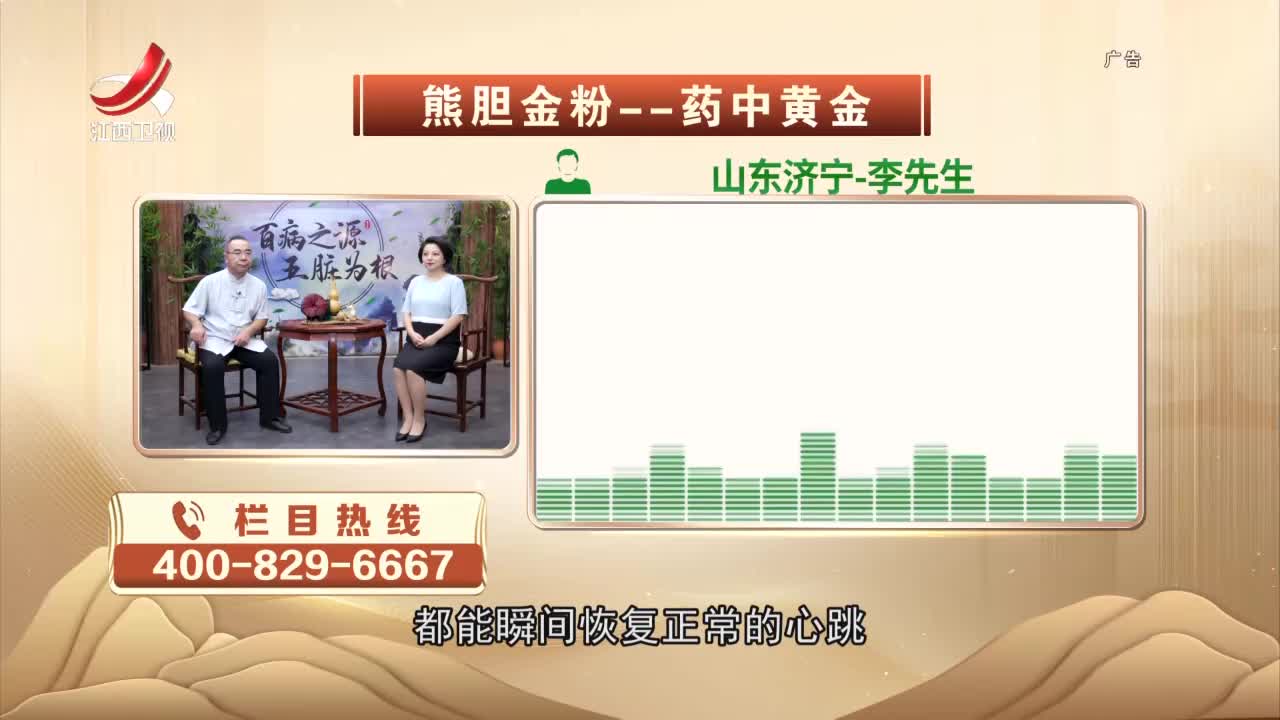 广告
江西卫视
熊胆金粉--药中黄金
山东济宁-李先生
百病之源
五脏为根
栏目热线
400-829-6667
都能瞬间恢复正常的心跳